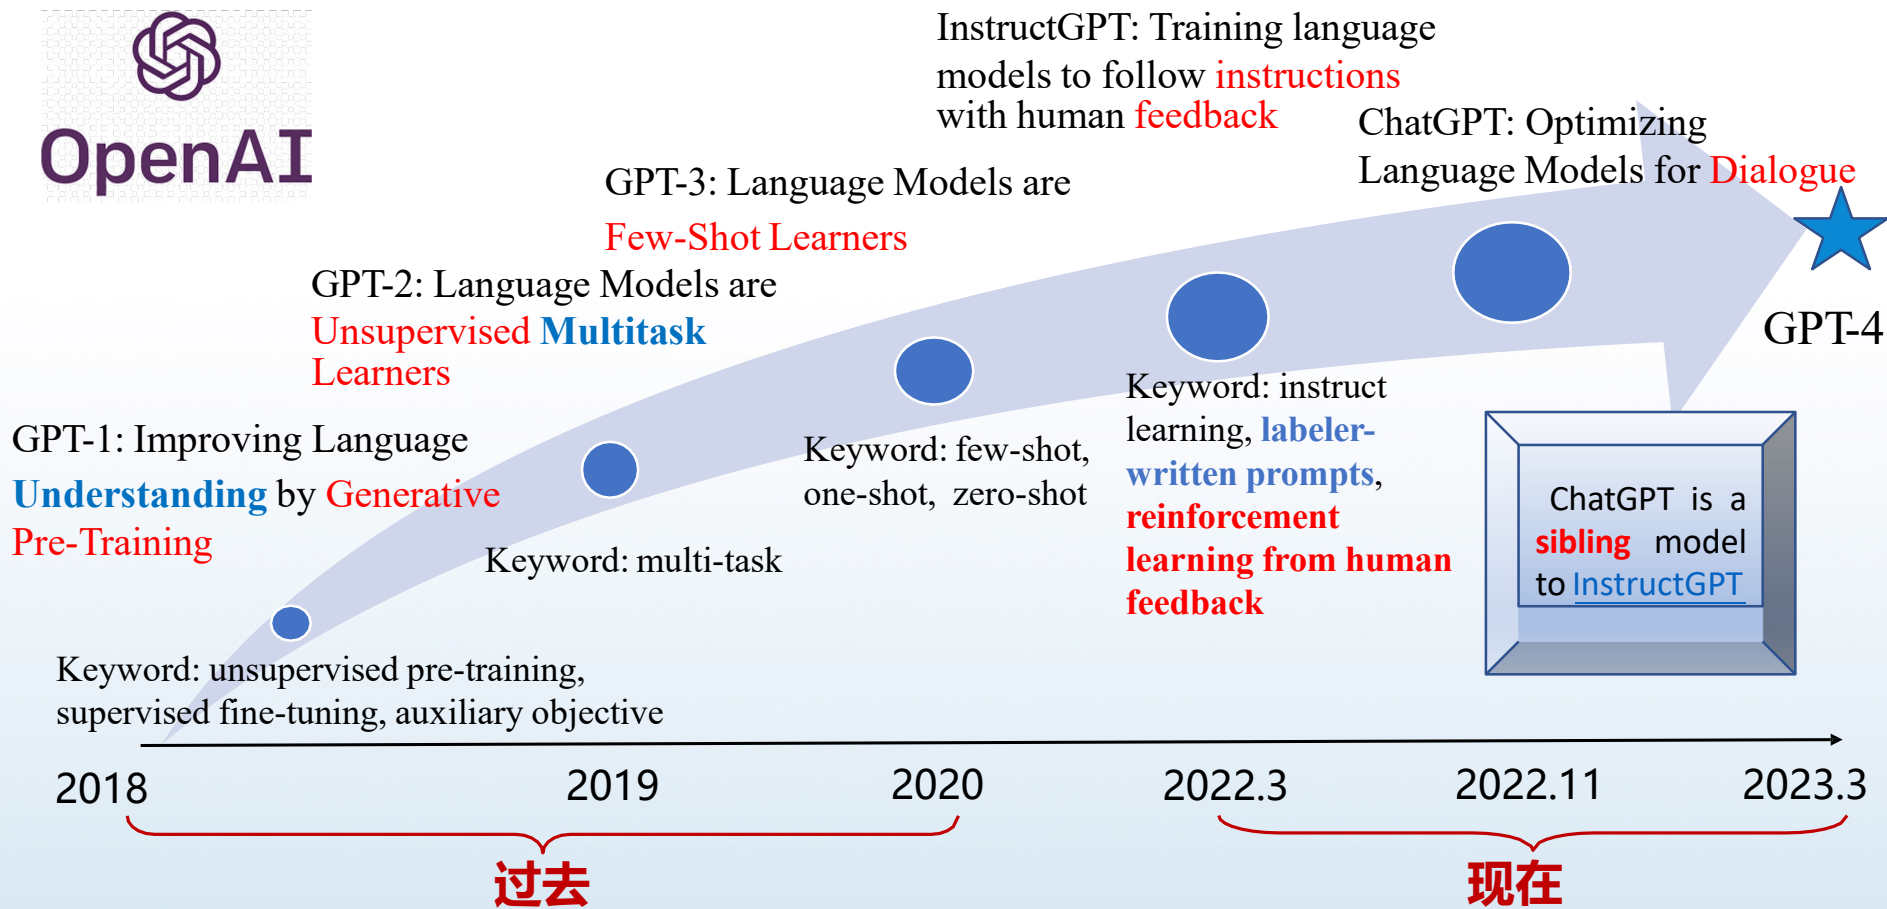 OpenAI
InstructGPT: Training language
models to follow instructions
with human feedback
ChatGPT: Optimizing
Language Models for Dialogue
GPT-3: Language Models are
Few-Shot Learners
GPT-2: Language Models are
Unsupervised Multitask
Learners
GPT-4
GPT-1: Improving Language
Understanding by Generative
Pre-Training
Keyword: instruct
learning, labeler-
written prompts,
reinforcement
learning from human
feedback
Keyword: few-shot,
one-shot, zero-shot
Keyword: multi-task
ChatGPT is a
sibling model
to InstructGPT
Keyword: unsupervised pre-training,
supervised fine-tuning, auxiliary objective
2018 2019 2020 2022.3 2022.11 2023.3
过去 现在